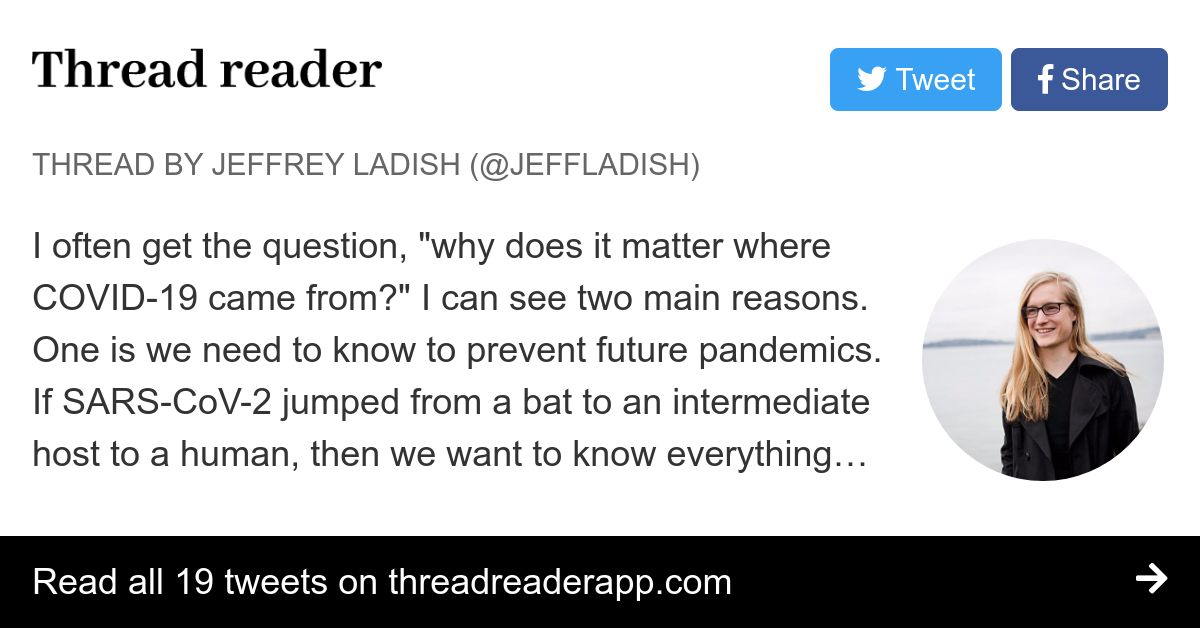 Thread reader
Tweet
Share
THREAD BY JEFFREY LADISH (@JEFFLADISH)
I often get the question, "why does it matter where
COVID-19 came from?" I can see two main reasons.
One is we need to know to prevent future pandemics.
If SARS-CoV-2 jumped from a bat to an intermediate
host to a human, then we want to know everything…
Read all 19 tweets on threadreaderapp.com